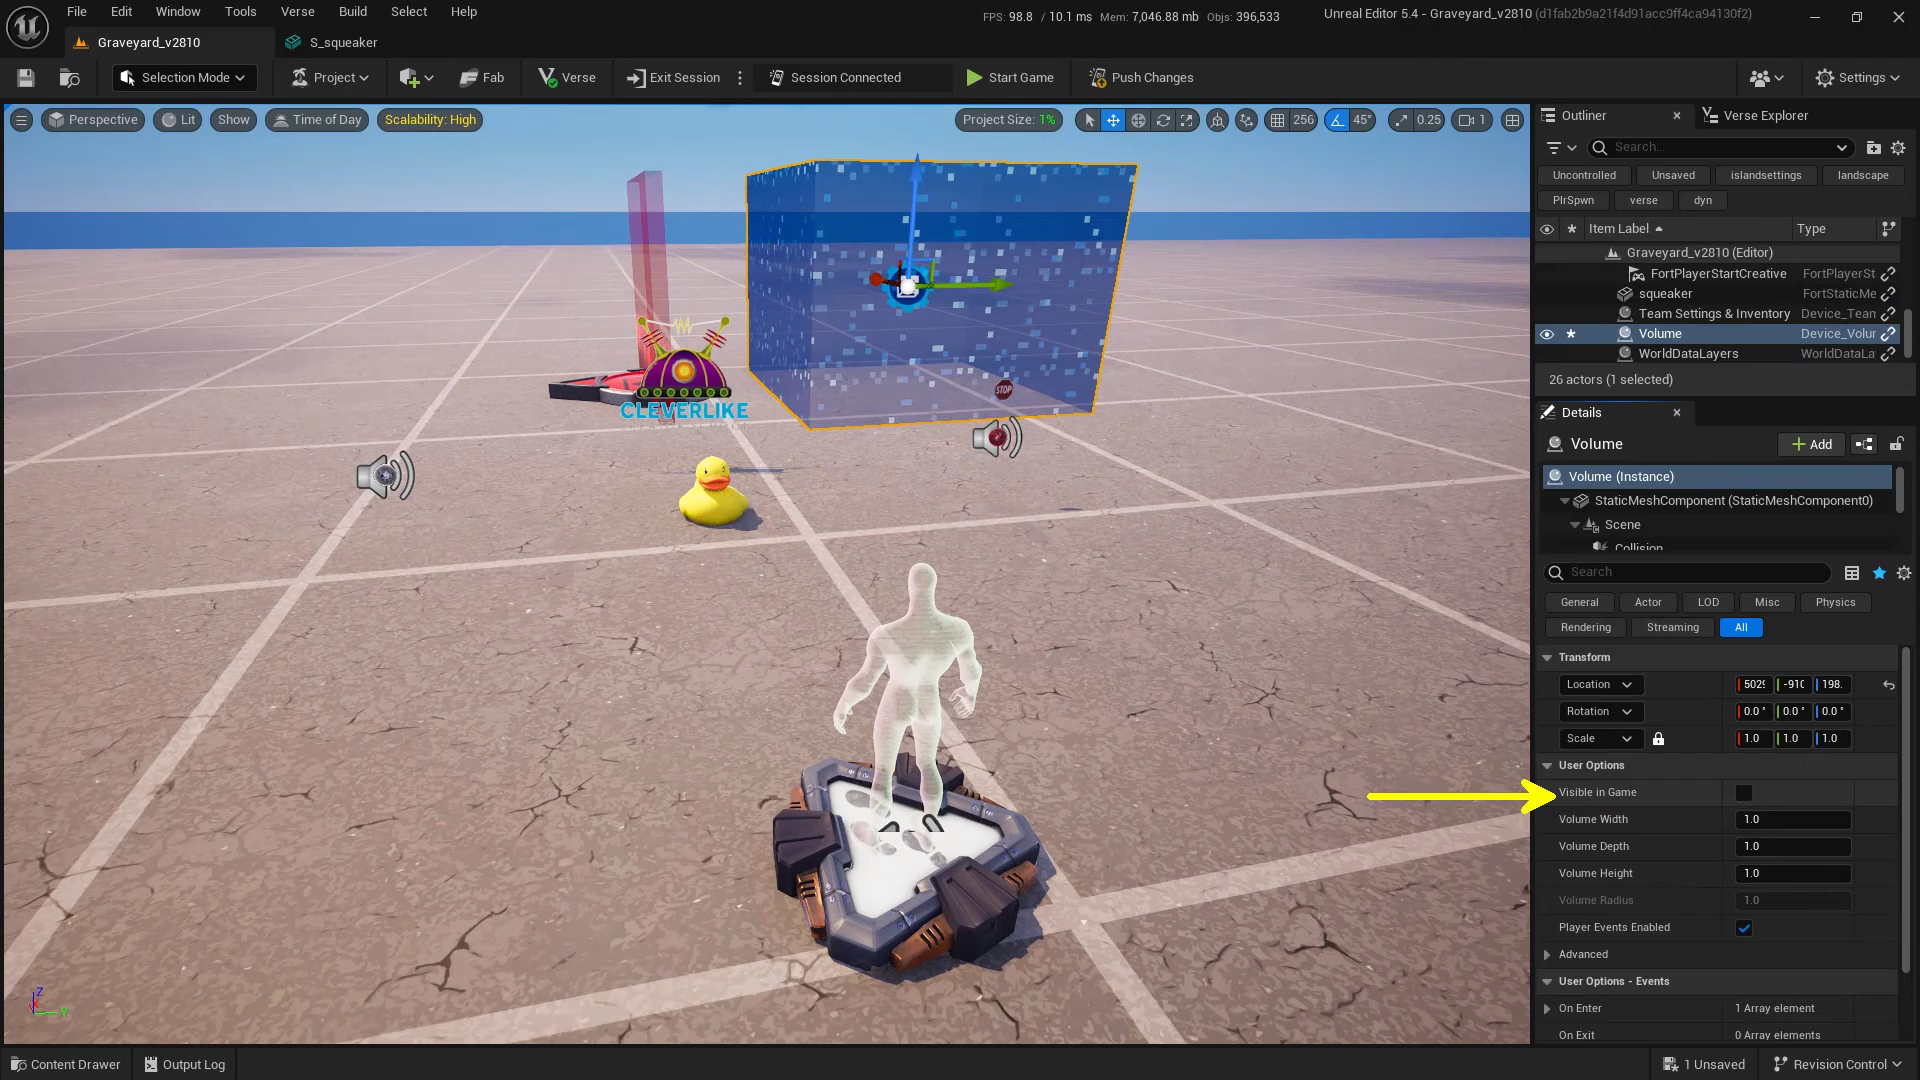 File Edit Window Tools Verse Build Select Help
FPS: 98.8 / 10.1 ms Mem: 7,046.88 mb Objs: 396,533
Unreal Editor 5.4 - Graveyard_v2810 (d1fab2b9a21f4d91acc9ff4ca94130f2)
Graveyard_v2810
S_squeaker
Selection Mode
Project
Fab
Verse
Exit Session
Session Connected
Start Game
Push Changes
Settings
Perspective Lit Show Time of Day Scalability: High
Project Size: 1% 256 45° 0.25 1
Outliner
Verse Explorer
Search...
Uncontrolled Unsaved islandsettings landscape
PlrSpwn verse dyn
Item Label Type
Graveyard_v2810 (Editor)
FortPlayerStartCreative FortPlayerSt
squeaker FortStaticMe
Team Settings & Inventory Device_Team
Volume Device_Volur
WorldDataLayers WorldDataLa
26 actors (1 selected)
Details
Volume
Add
Volume (Instance)
StaticMeshComponent (StaticMeshComponent0)
Scene
Collision
Search
General Actor LOD Misc Physics
Rendering Streaming All
Transform
Location 5029 -910 198.
Rotation 0.0 ° 0.0 ° 0.0 °
Scale 1.0 1.0 1.0
User Options
Visible in Game
Volume Width 1.0
Volume Depth 1.0
Volume Height 1.0
Volume Radius 1.0
Player Events Enabled
Advanced
User Options - Events
On Enter 1 Array element
On Exit 0 Array elements
STOP
CLEVERLIKE
Z
X
Y
Content Drawer
Output Log
1 Unsaved
Revision Control